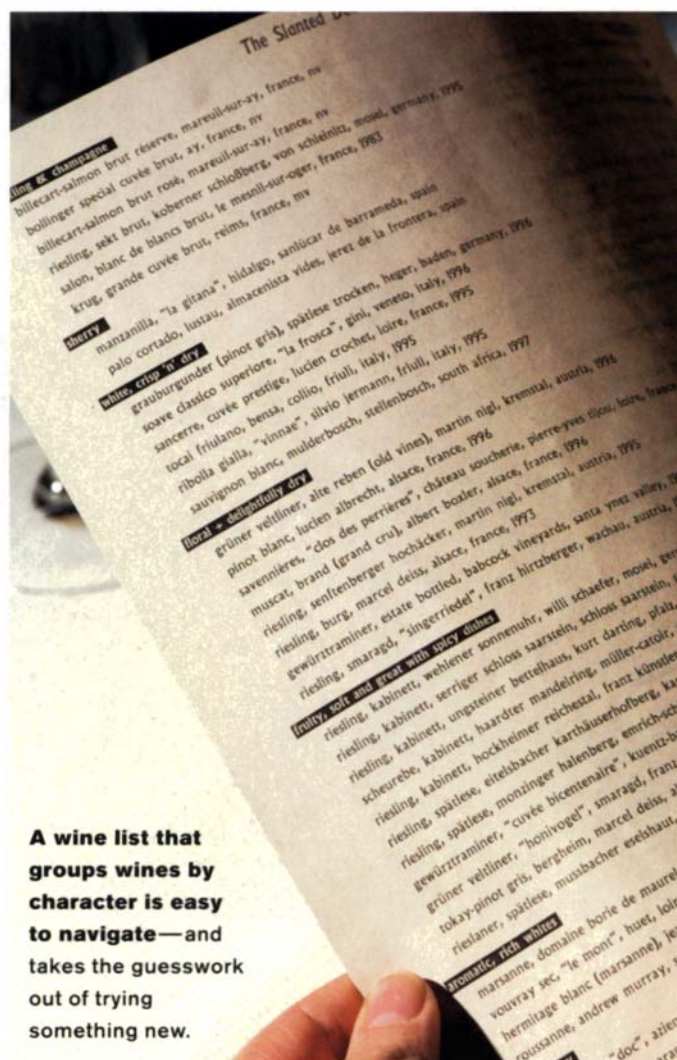 The Slanted
ling & champagne
billecart-salmon brut réserve, mareuil-sur-ay, france, nv
bollinger special cuvée brut, ay, france, nv
billecart-salmon brut rosé, mareuil-sur-ay, france, nv
riesling, sekt brut, koberner schloßberg, von schleinitz, mosel, germany, 1995
salon, blanc de blancs brut, le mesnil-sur-oger, france, 1983
krug, grande cuvée brut, reims, france, mv
sherry
manzanilla, "la gitana", hidalgo, sanlúcar de barrameda, spain
palo cortado, lustau, almacenista vides, jerez de la frontera, spain
white, crisp 'n' dry
grauburgunder (pinot gris), spätlese trocken, heger, baden, germany, 1996
soave classico superiore, "la frosca", gini, veneto, italy, 1996
sancerre, cuvée prestige, lucien crochet, loire, france, 1995
tocai friulano, bensa, collio, friuli, italy, 1995
ribolla gialla, "vinnae", silvio jermann, friuli, italy, 1995
sauvignon blanc, mulderbosch, stellenbosch, south africa, 1997
floral + delightfully dry
grüner veltliner, alte reben (old vines), martin nigl, kremstal, austria, 1996
pinot blanc, lucien albrecht, alsace, france, 1996
savennières, "clos des perrières", château soucherie, pierre-yves tijou, loire, france
muscat, brand (grand cru), albert boxler, alsace, france, 1996
riesling, senftenberger hochäcker, martin nigl, kremstal, austria, 1995
riesling, burg, marcel deiss, alsace, france, 1993
gewürztraminer, estate bottled, babcock vineyards, santa ynez valley,
riesling, smaragd, "singerriedel", franz hirtzberger, wachau, austria,
fruity, soft and great with spicy dishes
riesling, kabinett, wehlener sonnenuhr, willi schaefer, mosel,
riesling, kabinett, serriger schloss saarstein, schloss saarstein,
riesling, kabinett, ungsteiner bettelhaus, kurt darting, pfalz,
scheurebe, kabinett, haardter mandelring, müller-catoir,
riesling, kabinett, hockheimer reichestal, franz künstler
riesling, spätlese, eitelsbacher karthäuserhofberg,
riesling, spätlese, monzinger halenberg,
gewürztraminer, "cuvée bicentenaire",
grüner veltliner, "honivogel", smaragd, franz
tokay-pinot gris, bergheim, marcel deiss,
rieslaner, spätlese, mussbacher eselshaut,
aromatic, rich whites
marsanne, domaine borie de maurel
vouvray sec, "le mont", huet,
hermitage blanc (marsanne),
roussanne, andrew murray,
A wine list that
groups wines by
character is easy
to navigate—and
takes the guesswork
out of trying
something new.